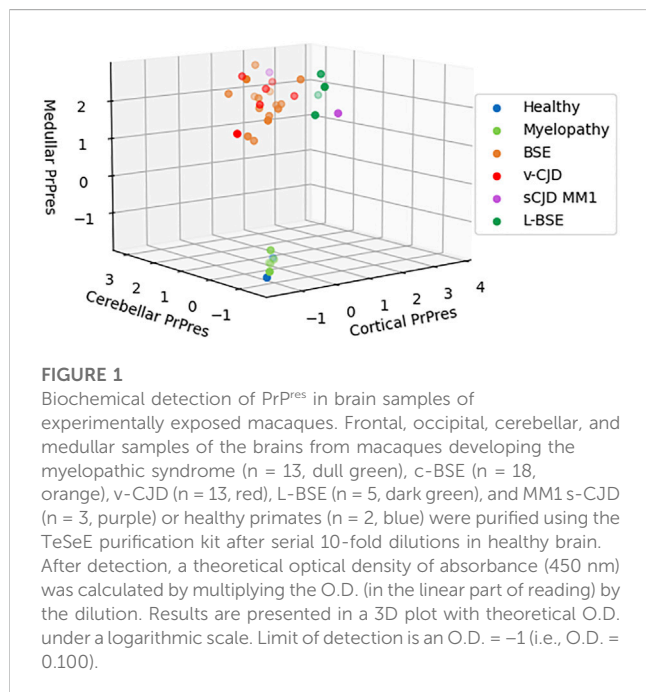 Medullar PrPres
2
1
0
−1
3
2
1
0
−1
Cerebellar PrPres
−1
0
1
2
3
4
Cortical PrPres
Healthy
Myelopathy
BSE
v-CJD
sCJD MM1
L-BSE
FIGURE 1
Biochemical detection of PrPres in brain samples of
experimentally exposed macaques. Frontal, occipital, cerebellar, and
medullar samples of the brains from macaques developing the
myelopathic syndrome (n = 13, dull green), c-BSE (n = 18,
orange), v-CJD (n = 13, red), L-BSE (n = 5, dark green), and MM1 s-CJD
(n = 3, purple) or healthy primates (n = 2, blue) were purified using the
TeSeE purification kit after serial 10-fold dilutions in healthy brain.
After detection, a theoretical optical density of absorbance (450 nm)
was calculated by multiplying the O.D. (in the linear part of reading) by
the dilution. Results are presented in a 3D plot with theoretical O.D.
under a logarithmic scale. Limit of detection is an O.D. = −1 (i.e., O.D. =
0.100).